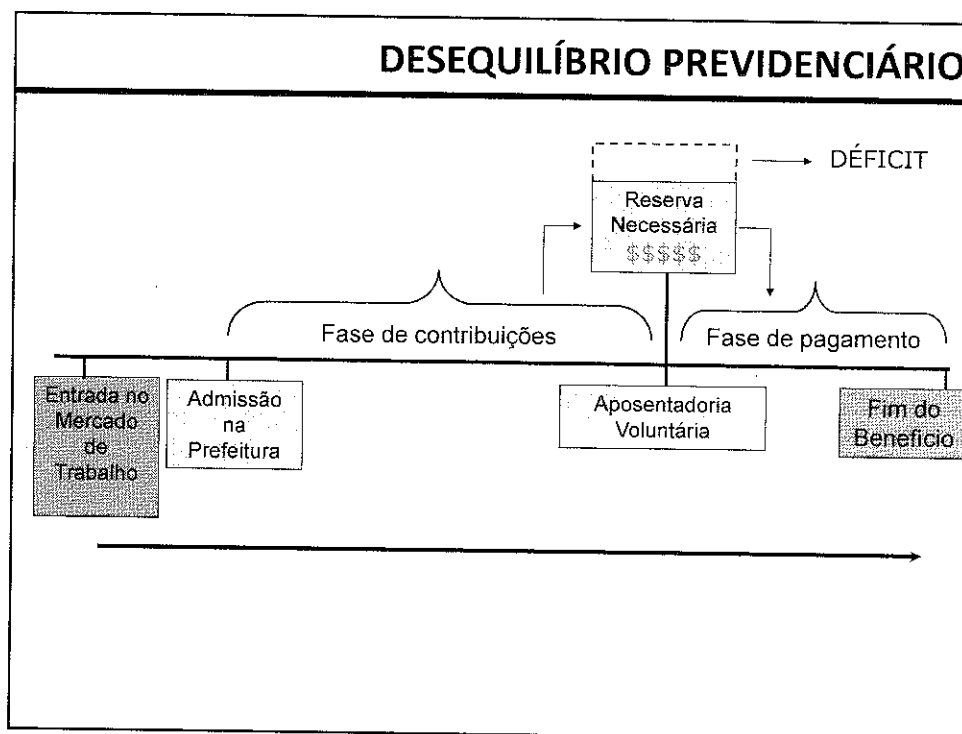 DESEQUILÍBRIO PREVIDENCIÁRIO
DÉFICIT
Reserva
Necessária
$$$$$
Fase de contribuições
Fase de pagamento
Entrada no
Mercado
de
Trabalho
Admissão
na
Prefeitura
Aposentadoria
Voluntária
Fim do
Benefício